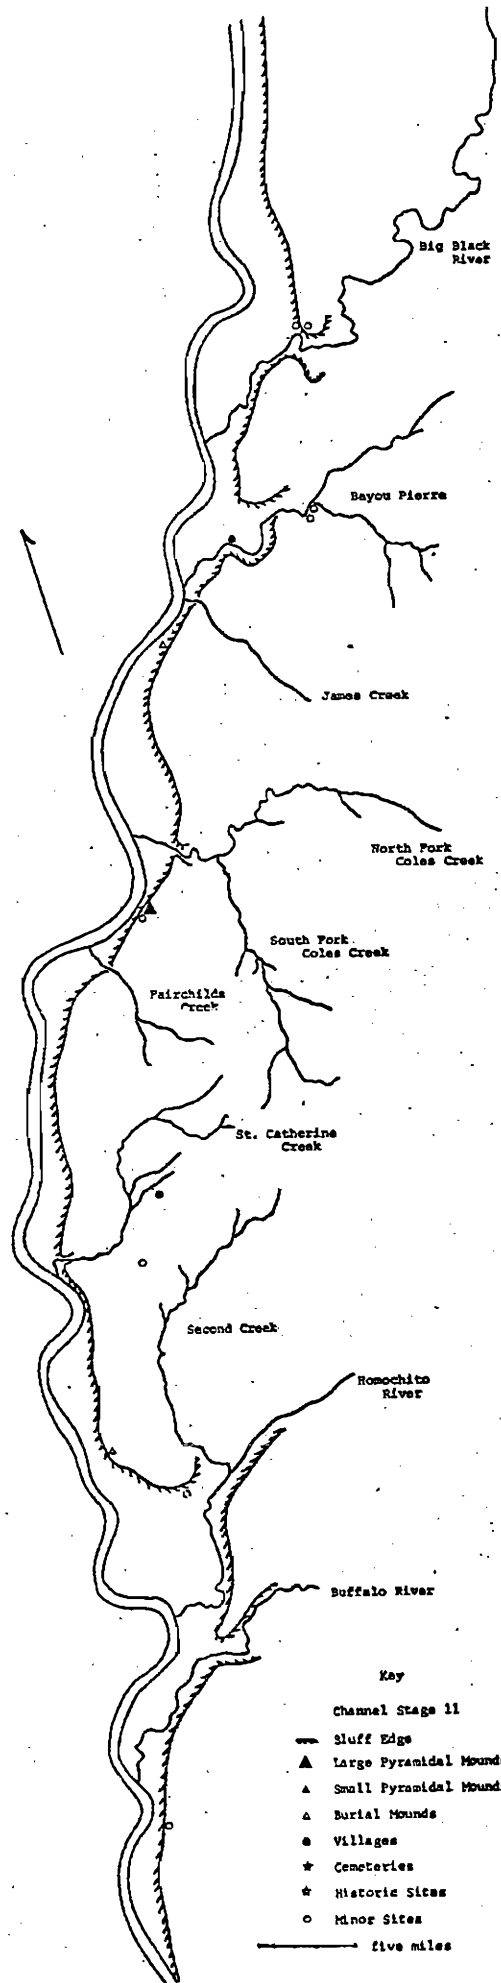 Big Black
River
Bayou Pierre
James Creek
North Fork
Coles Creek
South Fork
Coles Creek
Fairchilds
Creek
St. Catherine
Creek
Second Creek
Homochito
River
Buffalo River
Key
Channel Stage 11
Bluff Edge
Large Pyramidal Mound
Small Pyramidal Mound
Burial Mounds
Villages
Cemeteries
Historic Sites
Minor Sites
five miles